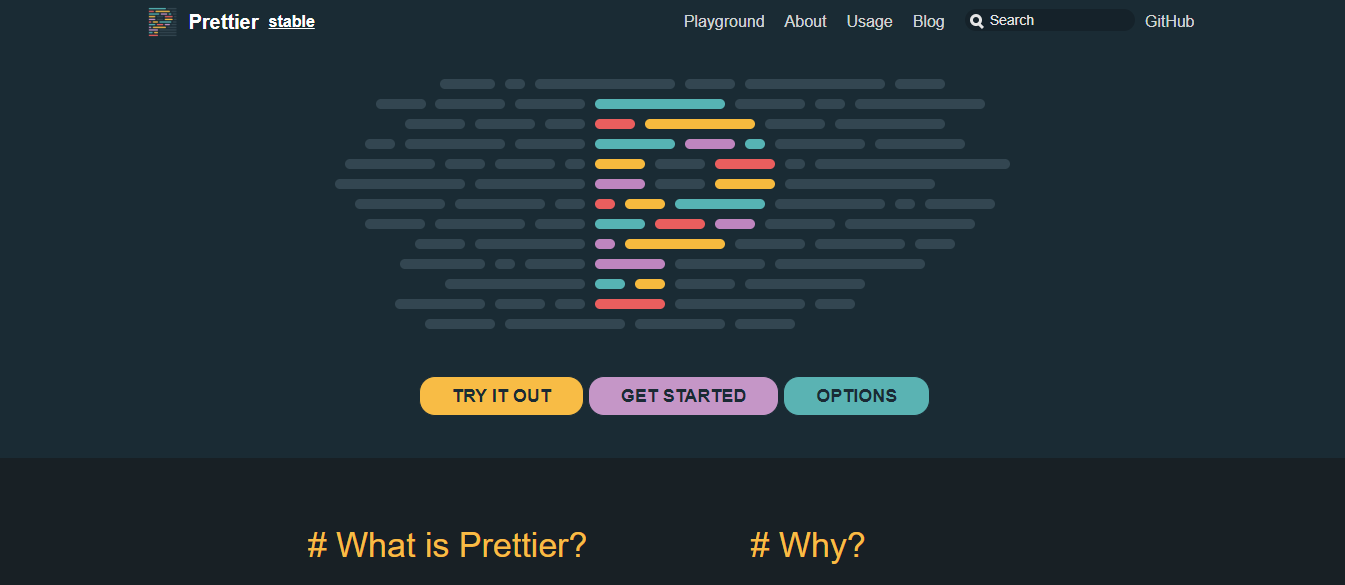 Prettier stable Playground About Usage Blog Search GitHub
TRY IT OUT GET STARTED OPTIONS
# What is Prettier? # Why?